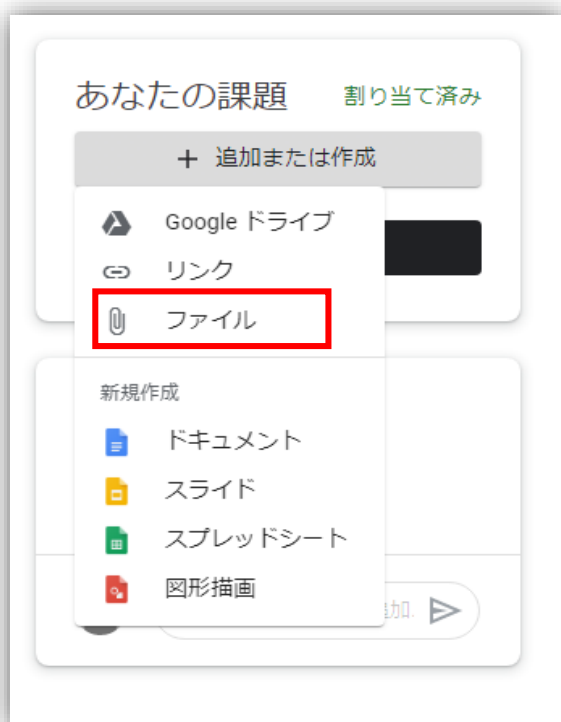 あなたの課題 割り当て済み
+ 追加または作成
Google ドライブ
リンク
ファイル
新規作成
ドキュメント
スライド
スプレッドシート
図形描画
追加